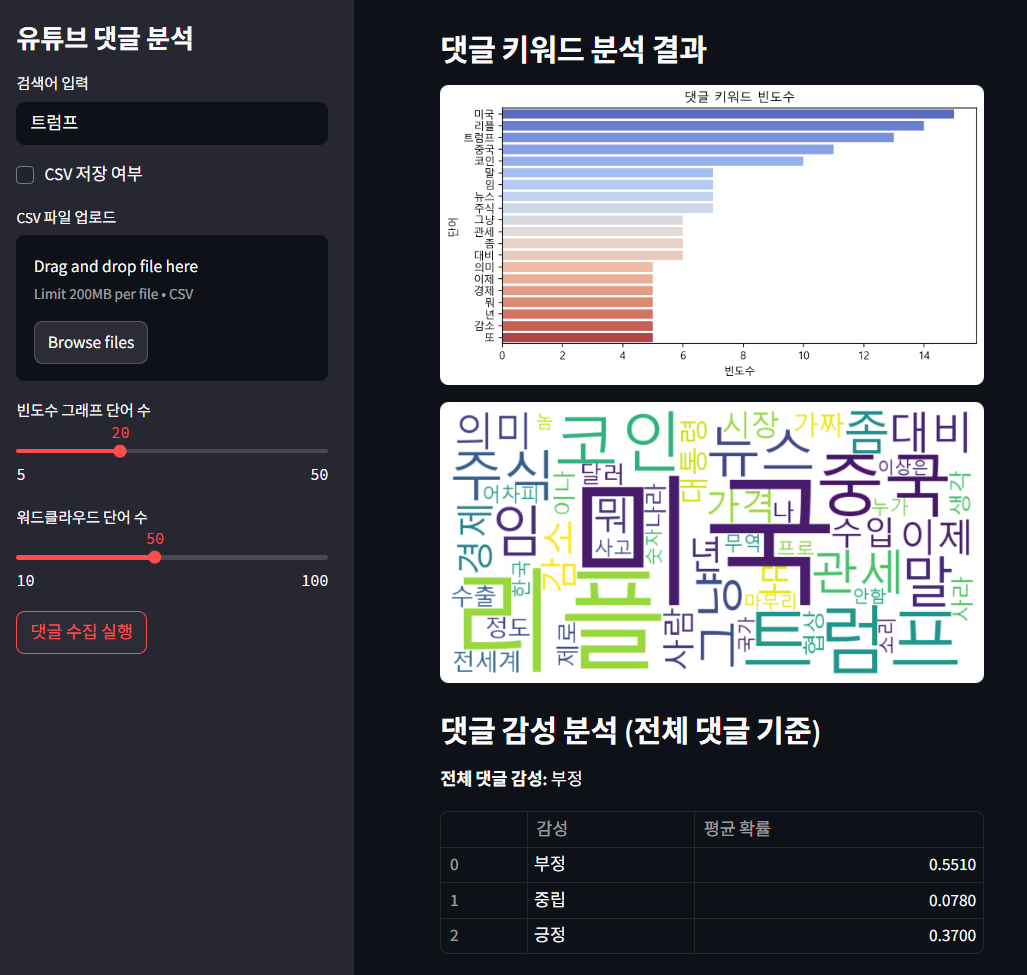 유튜브 댓글 분석
검색어 입력
트럼프
CSV 저장 여부
CSV 파일 업로드
Drag and drop file here
Limit 200MB per file • CSV
Browse files
빈도수 그래프 단어 수
20
5 50
워드클라우드 단어 수
50
10 100
댓글 수집 실행
댓글 키워드 분석 결과
댓글 키워드 빈도수
단어
미국
리플
트럼프
중국
코인
말
임
뉴스
주식
그냥
관세
좀
대비
의미
이제
경제
뭐
년
감소
또
0 2 4 6 8 10 12 14
빈도수
의미 놈 코인 대통령 뉴스 시장 가짜 좀 대비
주식 어차피 이나 달러 중국 이상은 생각
경제 임 감소 뭐 사고 숫자 나라 미국 가격 나 누가 수입 이제
수출 한국 리플 년 무역 프로 또 관세 말 안함 사라
정도 전세계 제로 사람 그냥 마무리 국가 트럼프 협상 소리
댓글 감성 분석 (전체 댓글 기준)
전체 댓글 감성: 부정
감성 평균 확률
0 부정 0.5510
1 중립 0.0780
2 긍정 0.3700